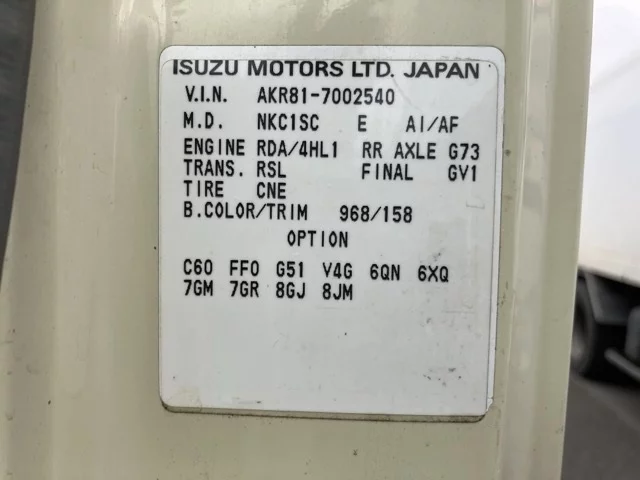 ISUZU MOTORS LTD. JAPAN
V.I.N. AKR81-7002540
M.D. NKC1SC E AI/AF
ENGINE RDA/4HL1 RR AXLE G73
TRANS. RSL FINAL GV1
TIRE CNE
B.COLOR/TRIM 968/158
OPTION
C60 FF0 G51 V4G 6QN 6XQ
7GM 7GR 8GJ 8JM